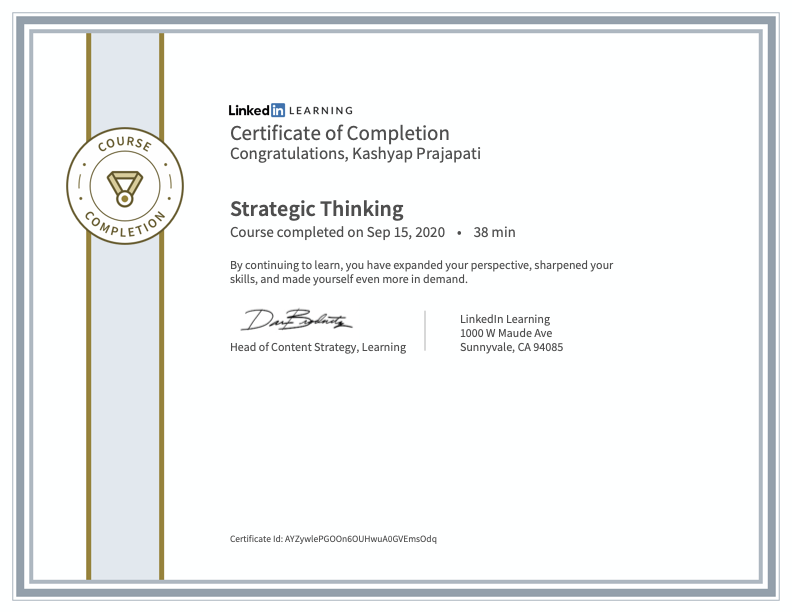 COURSE
COMPLETION
LinkedIn LEARNING
Certificate of Completion
Congratulations, Kashyap Prajapati
Strategic Thinking
Course completed on Sep 15, 2020 • 38 min
By continuing to learn, you have expanded your perspective, sharpened your
skills, and made yourself even more in demand.
Head of Content Strategy, Learning
LinkedIn Learning
1000 W Maude Ave
Sunnyvale, CA 94085
Certificate Id: AYZywlePGOOn6OUHwuA0GVEmsOdq